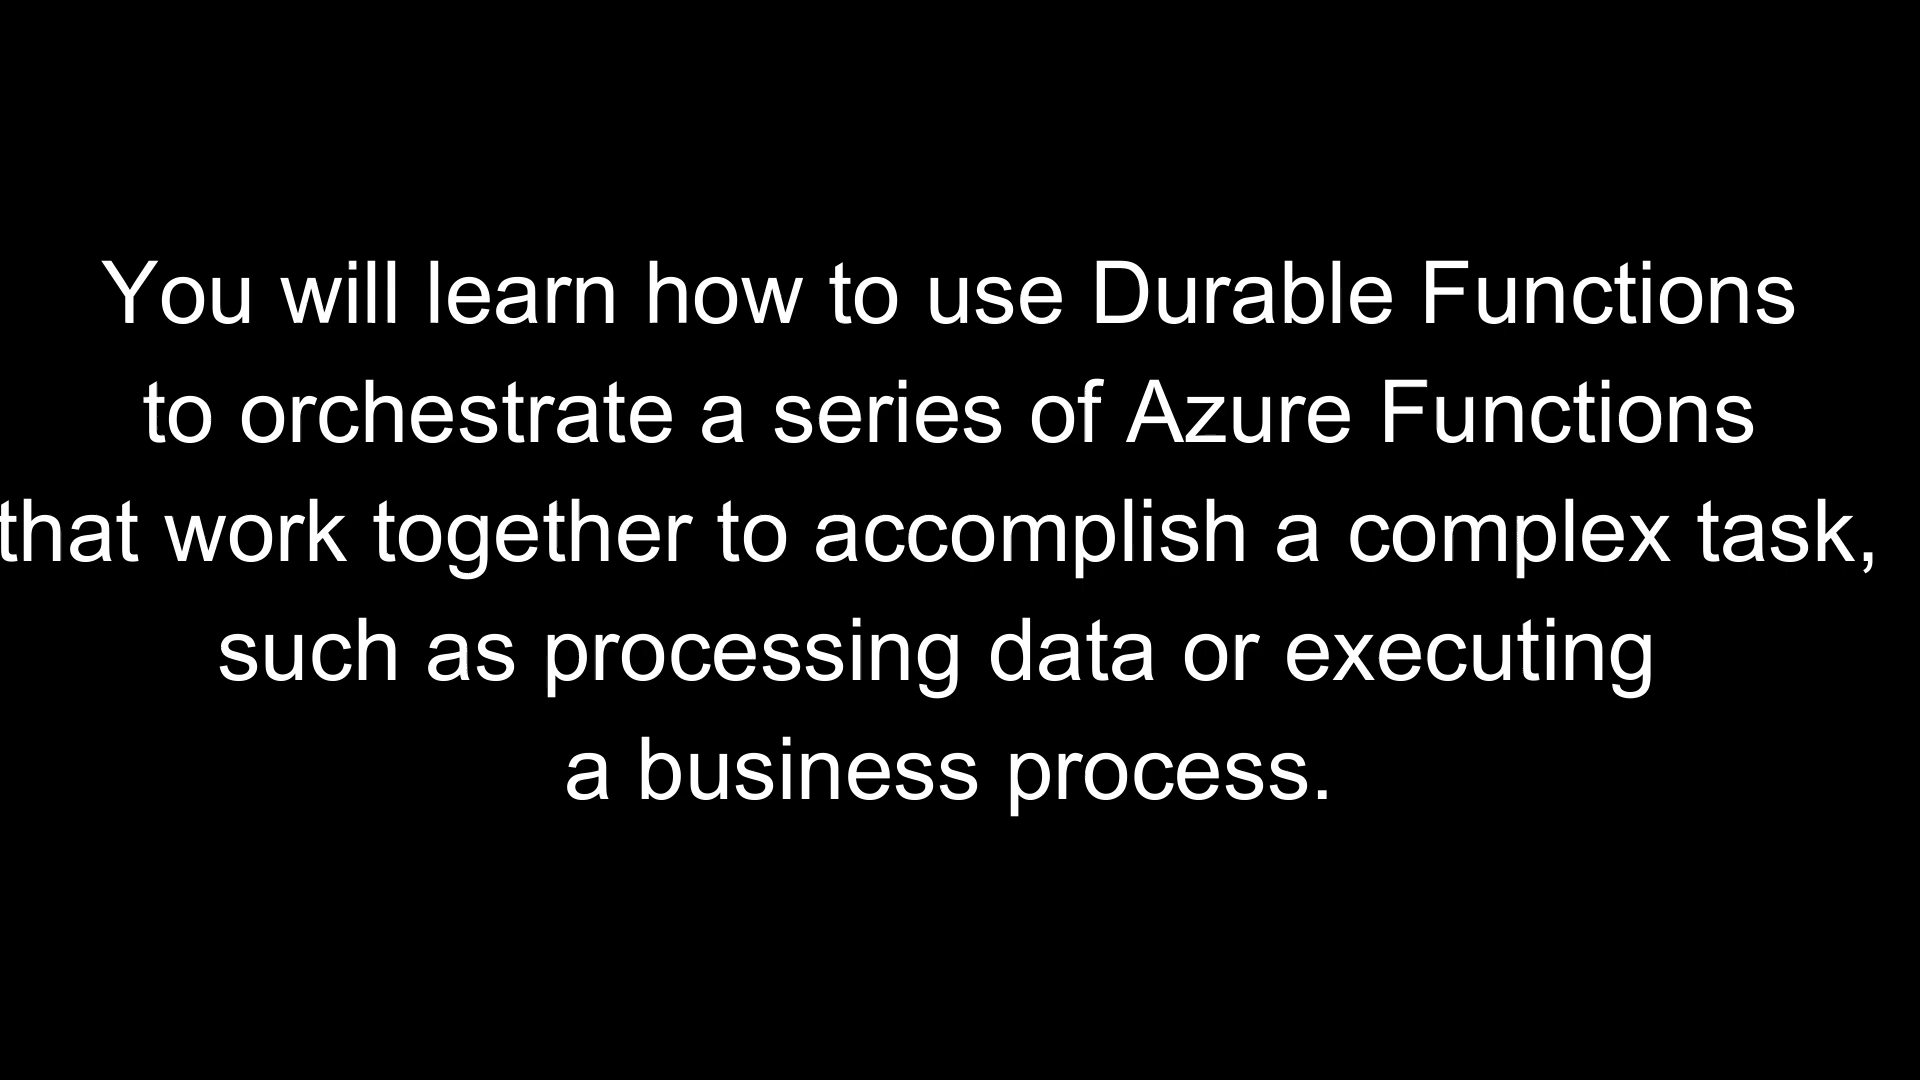 You will learn how to use Durable Functions
to orchestrate a series of Azure Functions
that work together to accomplish a complex task,
such as processing data or executing
a business process.